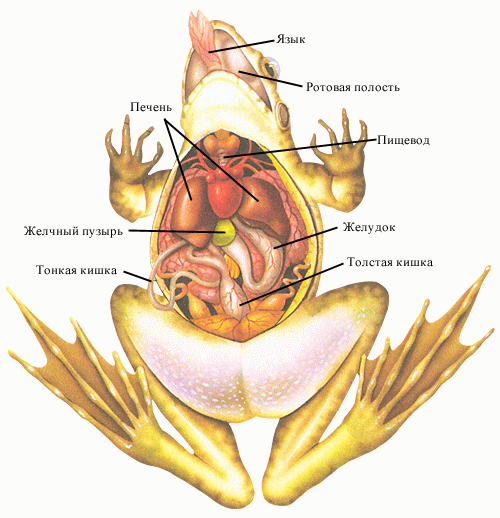 Язык
Ротовая полость
Печень
Пищевод
Желчный пузырь
Желудок
Тонкая кишка
Толстая кишка